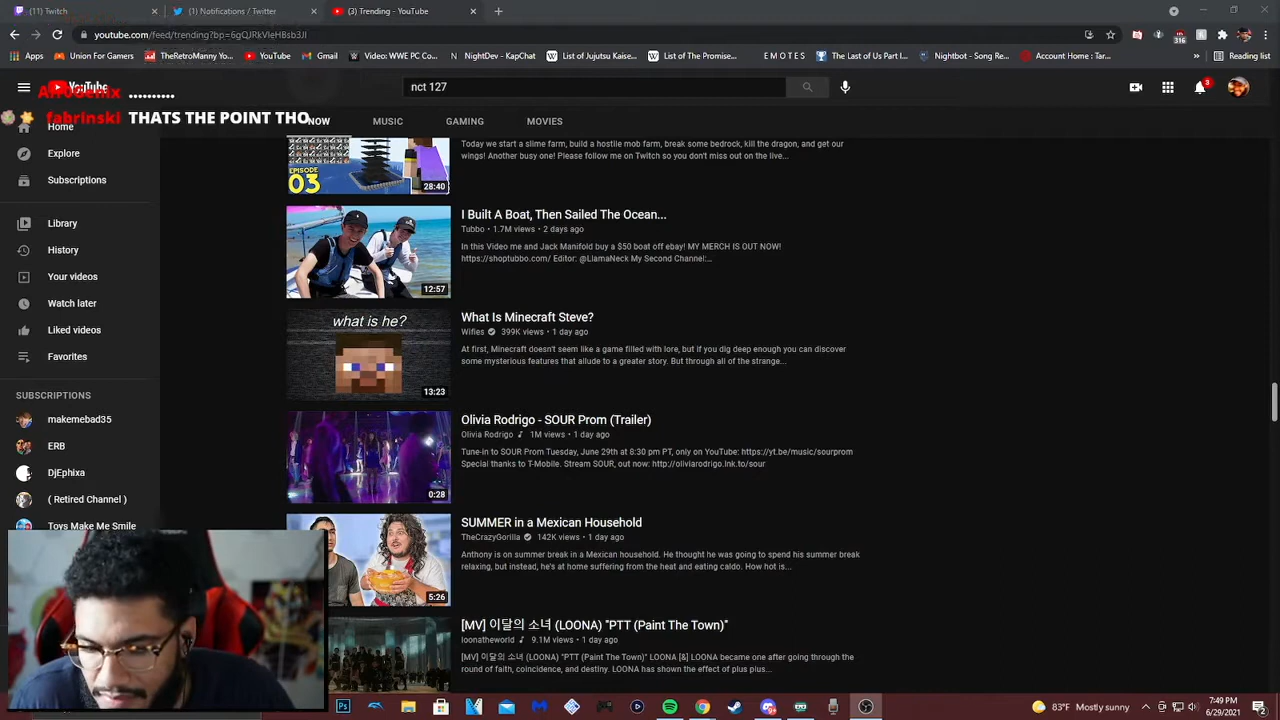 (1) Twitch
(1) Notifications / Twitter
(3) Trending - YouTube
youtube.com/feed/trending?bp=6gQJRkVleHBsb3Jl
316
Apps
Union For Gamers
TheRetroManny Yo...
YouTube
Gmail
Video: WWE PC Co...
NightDev - KapChat
List of Jujutsu Kaise...
List Of The Promise...
E M O T E S
The Last of Us Part I...
Nightbot - Song Re...
Account Home : Tar...
»
Reading list
YouTube
nct 127
3
..........
fabrinski THATS THE POINT THO
NOW
MUSIC
GAMING
MOVIES
Home
Explore
Subscriptions
Library
History
Your videos
Watch later
Liked videos
Favorites
SUBSCRIPTIONS
makemebad35
ERB
DjEphixa
( Retired Channel )
Toys Make Me Smile
EPISODE
03
28:40
Today we start a slime farm, build a hostile mob farm, break some bedrock, kill the dragon, and get our
wings! Another busy one! Please follow me on Twitch so you don't miss out on the live...
12:57
I Built A Boat, Then Sailed The Ocean...
Tubbo • 1.7M views • 2 days ago
In this Video me and Jack Manifold buy a $50 boat off ebay! MY MERCH IS OUT NOW!
https://shoptubbo.com/ Editor: @LlamaNeck My Second Channel:...
what is he?
13:23
What Is Minecraft Steve?
Wifies 399K views • 1 day ago
At first, Minecraft doesn't seem like a game filled with lore, but if you dig deep enough you can discover
some mysterious features that allude to a greater story. But through all of the strange...
0:28
Olivia Rodrigo - SOUR Prom (Trailer)
Olivia Rodrigo 1M views • 1 day ago
Tune-in to SOUR Prom Tuesday, June 29th at 8:30 pm PT, only on YouTube: https://yt.be/music/sourprom
Special thanks to T-Mobile. Stream SOUR, out now: http://oliviarodrigo.lnk.to/sour
5:26
SUMMER in a Mexican Household
TheCrazyGorilla 142K views • 1 day ago
Anthony is on summer break in a Mexican household. He thought he was going to spend his summer break
relaxing, but instead, he's at home suffering from the heat and eating caldo. How hot is...
[MV] 이달의 소녀 (LOONA) "PTT (Paint The Town)"
loonatheworld 9.1M views • 1 day ago
[MV] 이달의 소녀 (LOONA) "PTT (Paint The Town)" LOONA [&] LOONA became one after going through the
round of faith, coincidence, and destiny. LOONA has shown the effect of plus plus...
83°F Mostly sunny
7:49 PM
6/29/2021